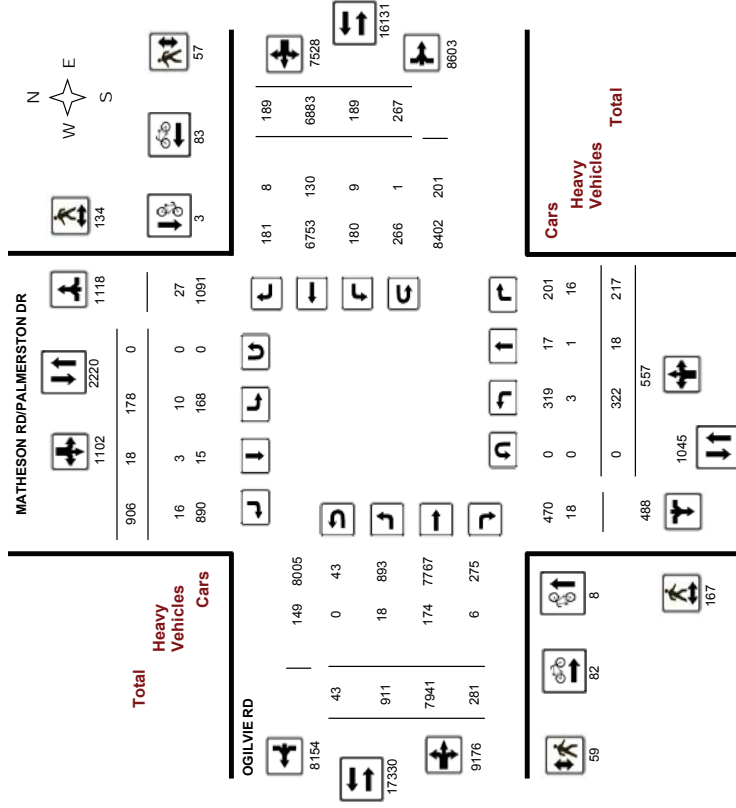 MATHESON RD/PALMERSTON DR
N
W E
S
134
57
3
83
1102
2220
1118
906 18 178 0
16 3 10 0 27
890 15 168 0 1091
Total
Heavy
Vehicles
Cars
7528
16131
8603
181 8 189
6753 130 6883
180 9 189
266 1 267
8402 201
OGILVIE RD
149 8005
43 0 43
911 18 893
7941 174 7767
281 6 275
8154
17330
9176
Cars
Heavy
Vehicles
Total
470 0 319 17 201
18 0 3 1 16
0 322 18 217
488
1045
557
59
82
8
167